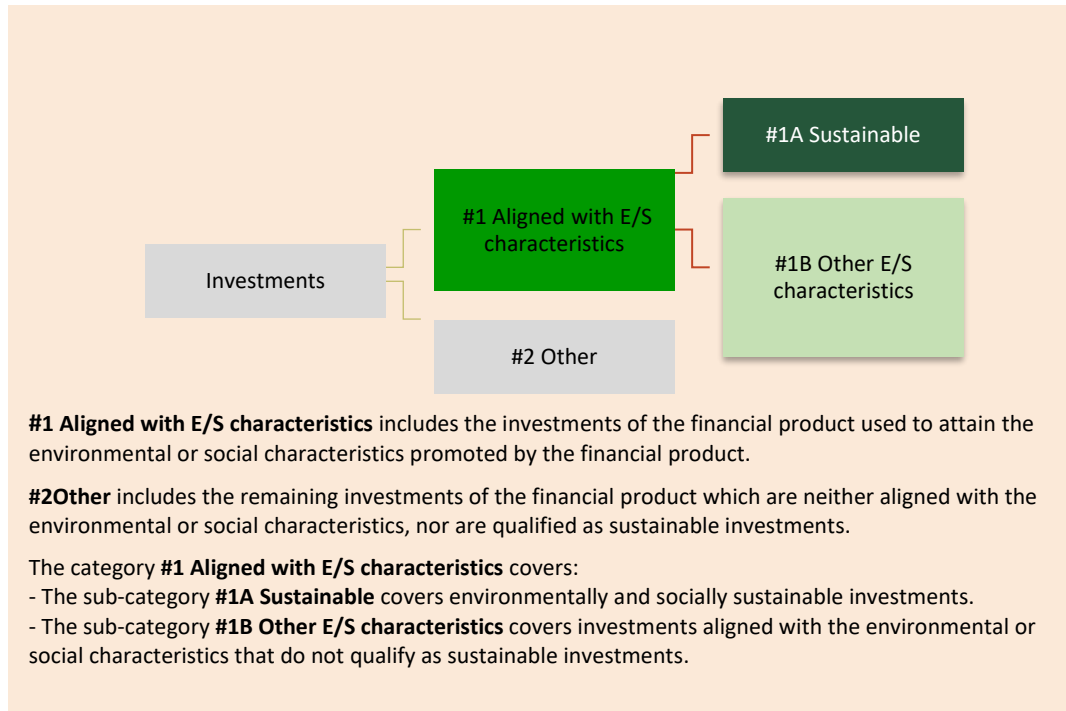 #1A Sustainable
#1 Aligned with E/S
characteristics
#1B Other E/S
characteristics
Investments
#2 Other
#1 Aligned with E/S characteristics includes the investments of the financial product used to attain the
environmental or social characteristics promoted by the financial product.
#2Other includes the remaining investments of the financial product which are neither aligned with the
environmental or social characteristics, nor are qualified as sustainable investments.
The category #1 Aligned with E/S characteristics covers:
- The sub-category #1A Sustainable covers environmentally and socially sustainable investments.
- The sub-category #1B Other E/S characteristics covers investments aligned with the environmental or
social characteristics that do not qualify as sustainable investments.